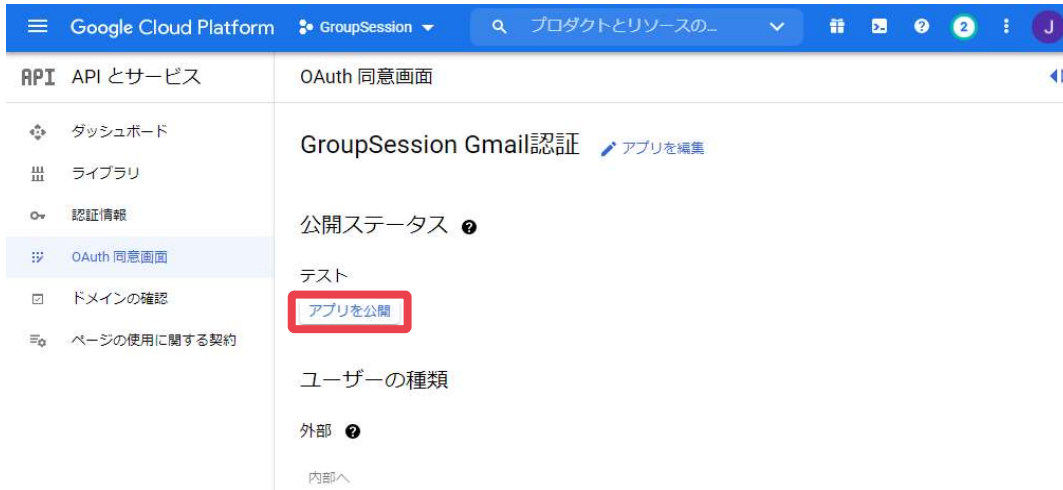 Google Cloud Platform GroupSession プロダクトとリソースの... 2 J
API APIとサービス
OAuth 同意画面
ダッシュボード
ライブラリ
認証情報
OAuth 同意画面
ドメインの確認
ページの使用に関する契約
GroupSession Gmail認証 アプリを編集
公開ステータス
テスト
アプリを公開
ユーザーの種類
外部
内部へ